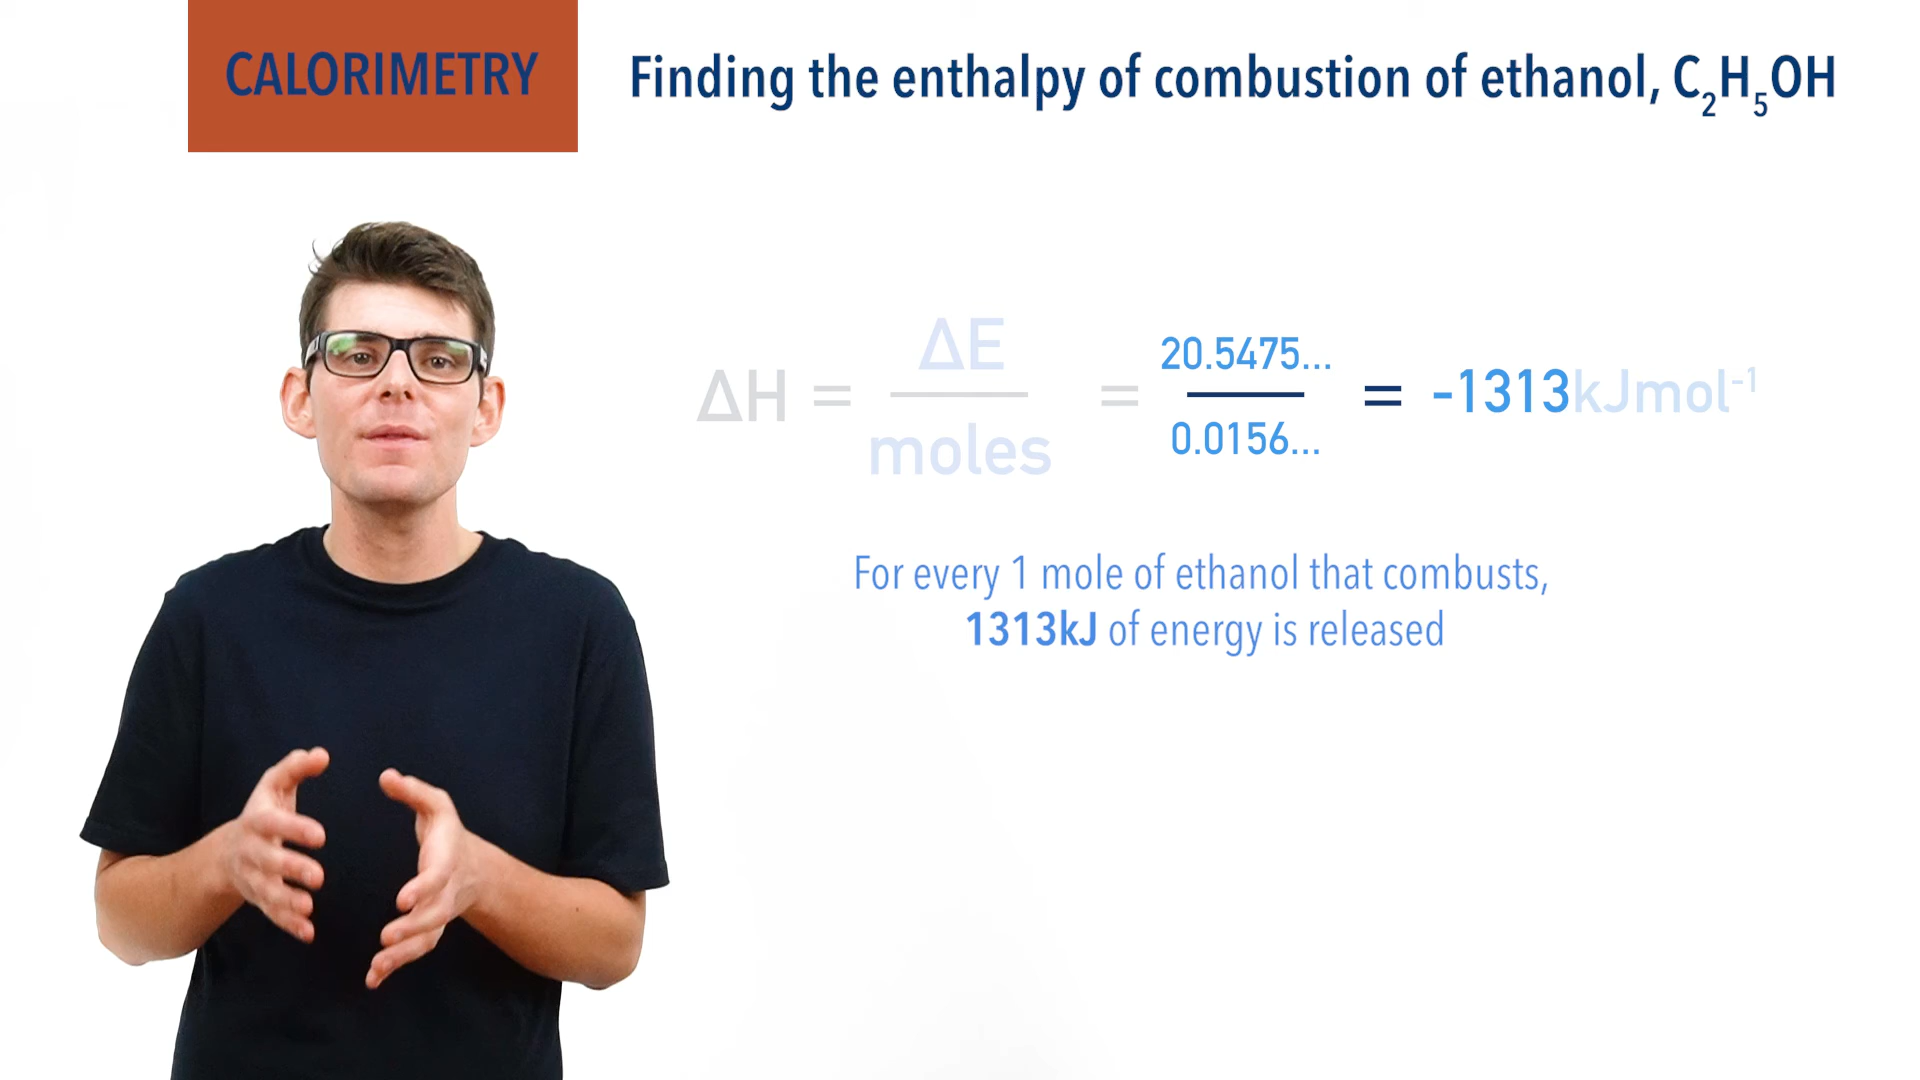 CALORIMETRY
Finding the enthalpy of combustion of ethanol, C₂H₅OH
ΔH = ΔE / moles = 20.5475... / 0.0156... = -1313kJmol⁻¹
For every 1 mole of ethanol that combusts,
1313kJ of energy is released